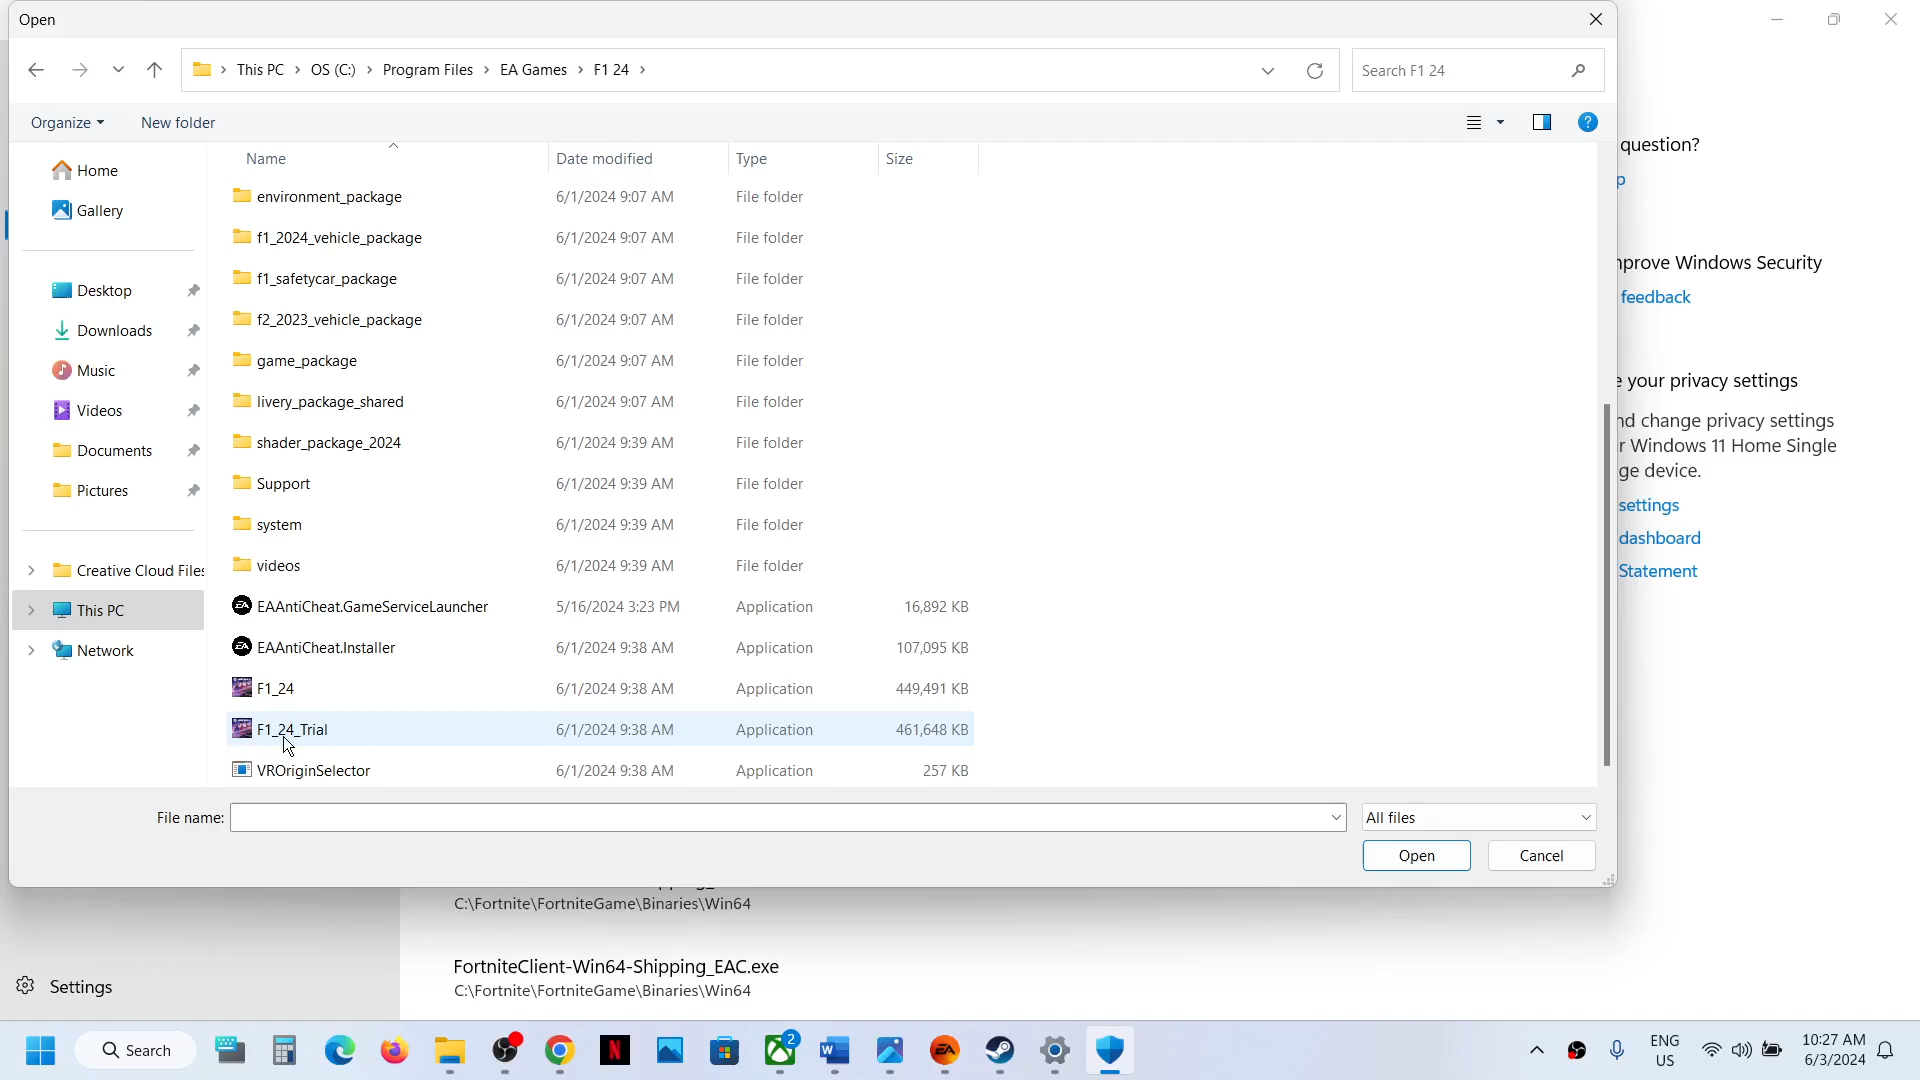 Open
This PC > OS (C:) > Program Files > EA Games > F1 24 >
Search F1 24
Organize
New folder
Name
Date modified
Type
Size
Home
Gallery
Desktop
Downloads
Music
Videos
Documents
Pictures
Creative Cloud Files
This PC
Network
environment_package 6/1/2024 9:07 AM File folder
f1_2024_vehicle_package 6/1/2024 9:07 AM File folder
f1_safetycar_package 6/1/2024 9:07 AM File folder
f2_2023_vehicle_package 6/1/2024 9:07 AM File folder
game_package 6/1/2024 9:07 AM File folder
livery_package_shared 6/1/2024 9:07 AM File folder
shader_package_2024 6/1/2024 9:39 AM File folder
Support 6/1/2024 9:39 AM File folder
system 6/1/2024 9:39 AM File folder
videos 6/1/2024 9:39 AM File folder
EAAntiCheat.GameServiceLauncher 5/16/2024 3:23 PM Application 16,892 KB
EAAntiCheat.Installer 6/1/2024 9:38 AM Application 107,095 KB
F1_24 6/1/2024 9:38 AM Application 449,491 KB
F1_24_Trial 6/1/2024 9:38 AM Application 461,648 KB
VROriginSelector 6/1/2024 9:38 AM Application 257 KB
File name:
All files
Open
Cancel
question?
p
nprove Windows Security
feedback
e your privacy settings
nd change privacy settings
r Windows 11 Home Single
ge device.
settings
dashboard
Statement
C:\Fortnite\FortniteGame\Binaries\Win64
FortniteClient-Win64-Shipping_EAC.exe
C:\Fortnite\FortniteGame\Binaries\Win64
Settings
Search
2
ENG
US
10:27 AM
6/3/2024